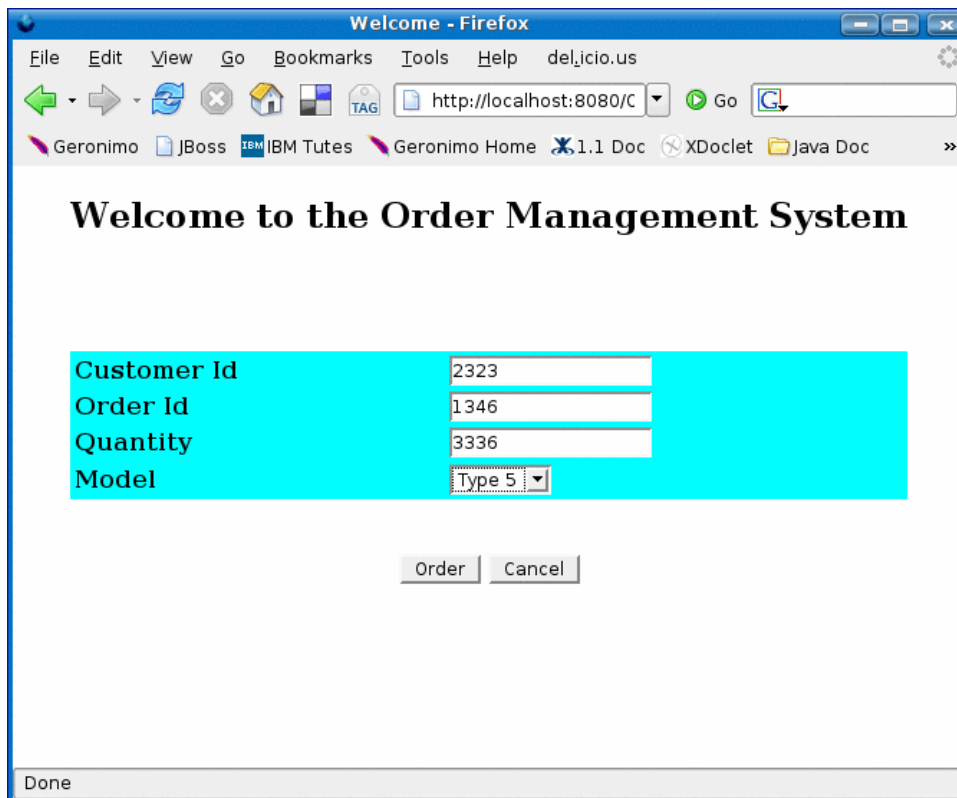 Welcome - Firefox
File Edit View Go Bookmarks Tools Help del.icio.us
TAG http://localhost:8080/C Go G
Geronimo JBoss IBM IBM Tutes Geronimo Home 1.1 Doc XDoclet Java Doc »
Welcome to the Order Management System
Customer Id 2323
Order Id 1346
Quantity 3336
Model Type 5
Order Cancel
Done